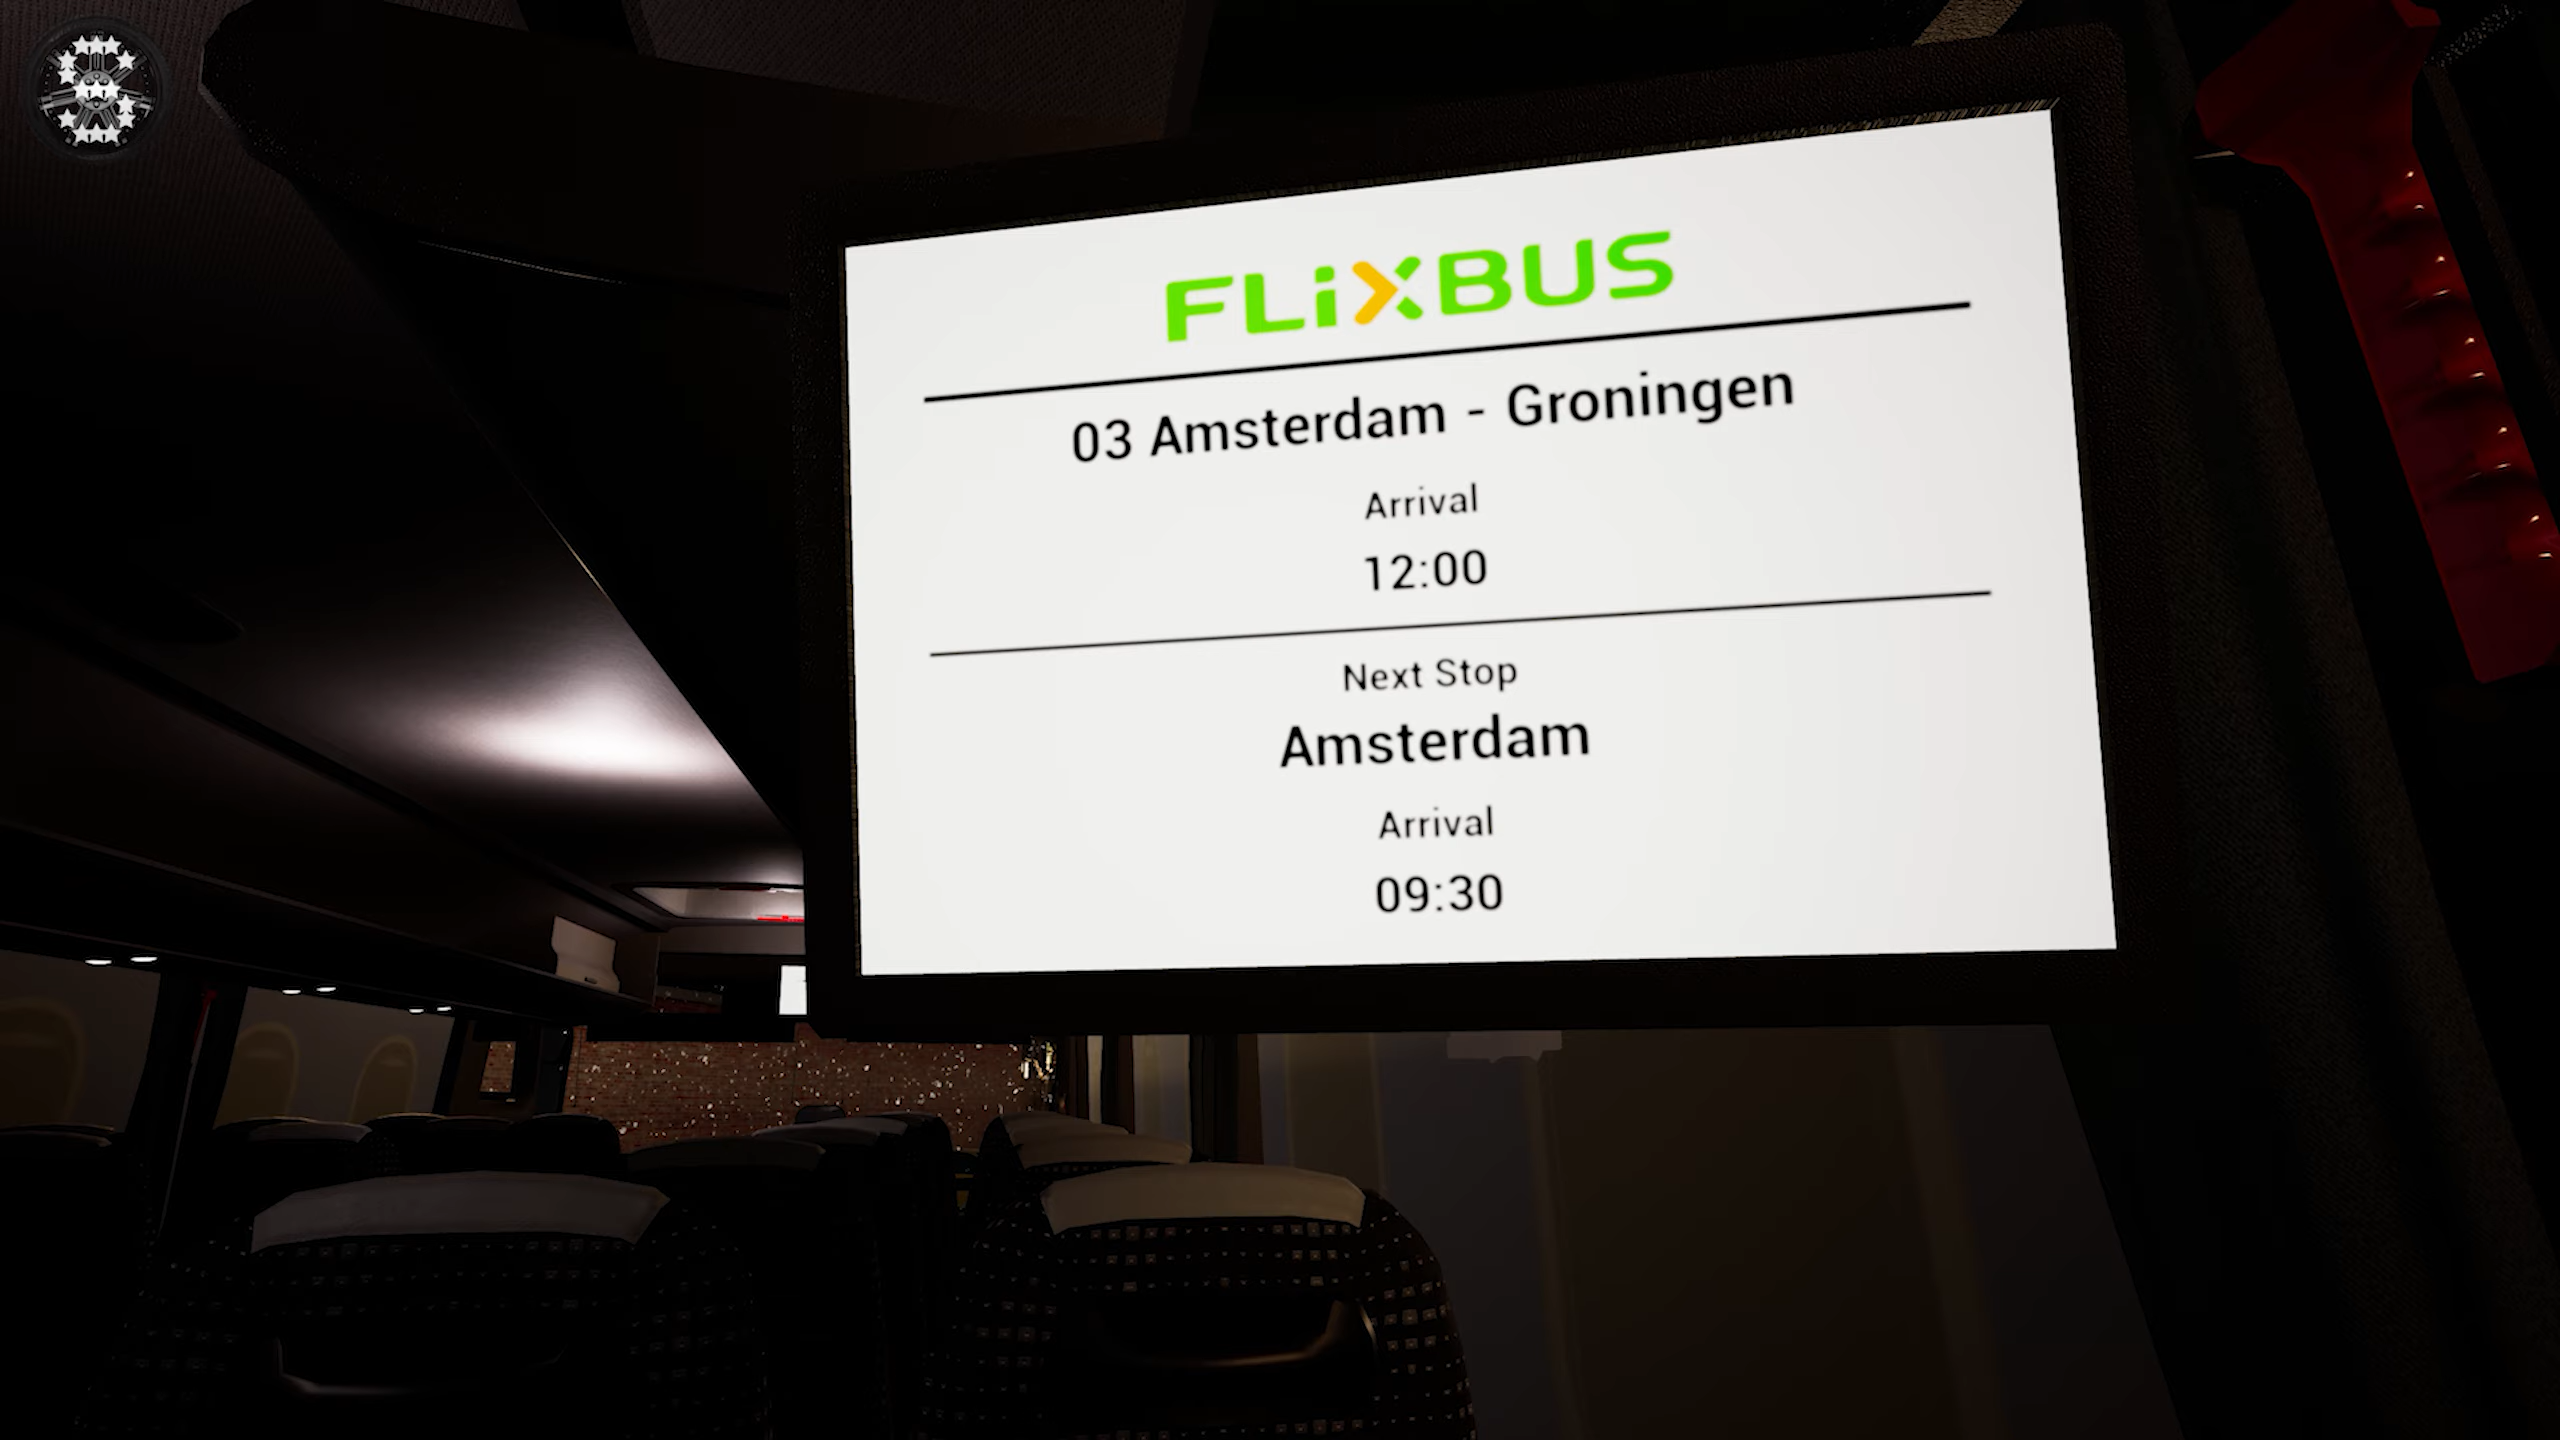 FLiXBUS
03 Amsterdam - Groningen
Arrival
12:00
Next Stop
Amsterdam
Arrival
09:30